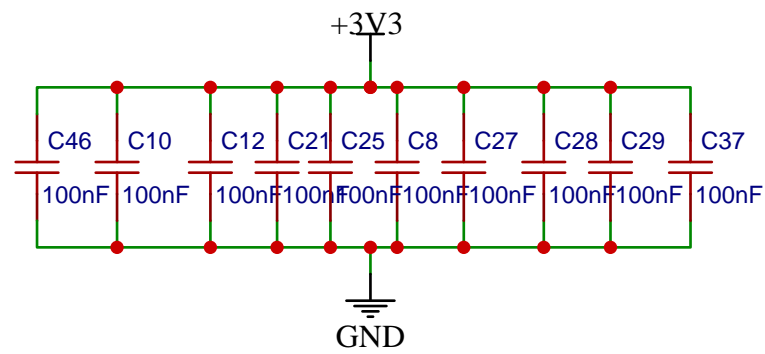 +3V3
C46 C10 C12 C21 C25 C8 C27 C28 C29 C37
100nF 100nF 100nF 100nF 100nF 100nF 100nF 100nF 100nF 100nF
GND